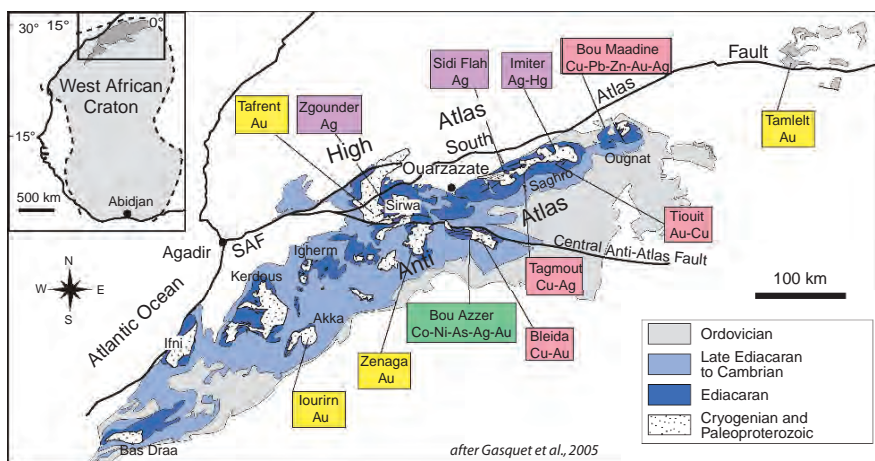 30°
15°
0°
West African
Craton
15°
500 km
Abidjan
Tafrent
Au
Zgounder
Ag
Sidi Flah
Ag
Imiter
Ag-Hg
Bou Maadine
Cu-Pb-Zn-Au-Ag
Fault
Tamlelt
Au
High
Atlas
South
Atlas
Ouarzazate
Ougnat
Saghro
Sirwa
Atlas
Tiouit
Au-Cu
Agadir
SAF
Igherm
Anti
Central Anti-Atlas Fault
Tagmout
Cu-Ag
N
W
E
S
Atlantic Ocean
Kerdous
100 km
Akka
Bou Azzer
Co-Ni-As-Ag-Au
Bleida
Cu-Au
Ifni
Zenaga
Au
Iourirn
Au
Ordovician
Late Ediacaran
to Cambrian
Ediacaran
Cryogenian and
Paleoproterozoic
Bas Draa
after Gasquet et al., 2005